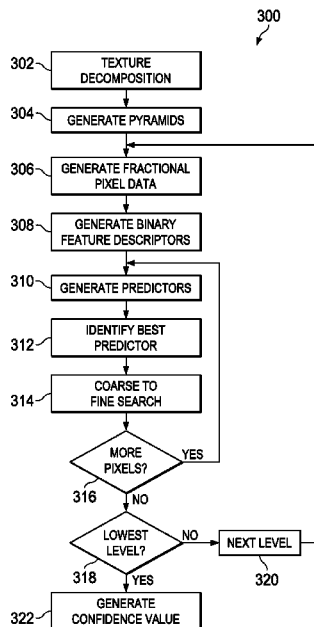 300
302
TEXTURE
DECOMPOSITION
304
GENERATE PYRAMIDS
306
GENERATE FRACTIONAL
PIXEL DATA
308
GENERATE BINARY
FEATURE DESCRIPTORS
310
GENERATE PREDICTORS
312
IDENTIFY BEST
PREDICTOR
314
COARSE TO
FINE SEARCH
MORE
PIXELS?
YES
316
NO
LOWEST
LEVEL?
NO
NEXT LEVEL
318
320
YES
322
GENERATE
CONFIDENCE VALUE